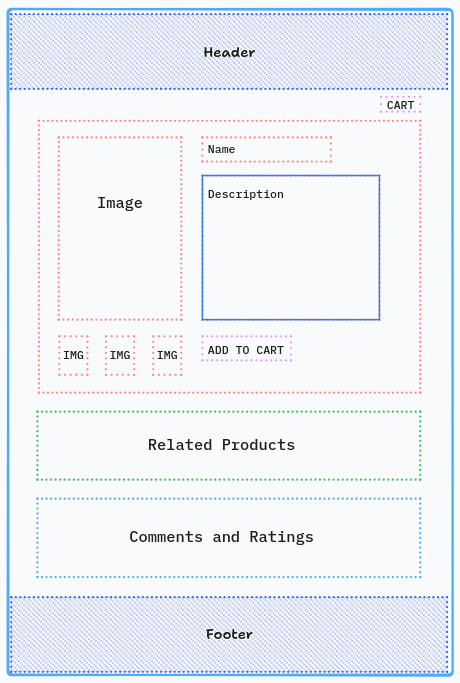 Header
CART
Image
Name
Description
IMG
IMG
IMG
ADD TO CART
Related Products
Comments and Ratings
Footer